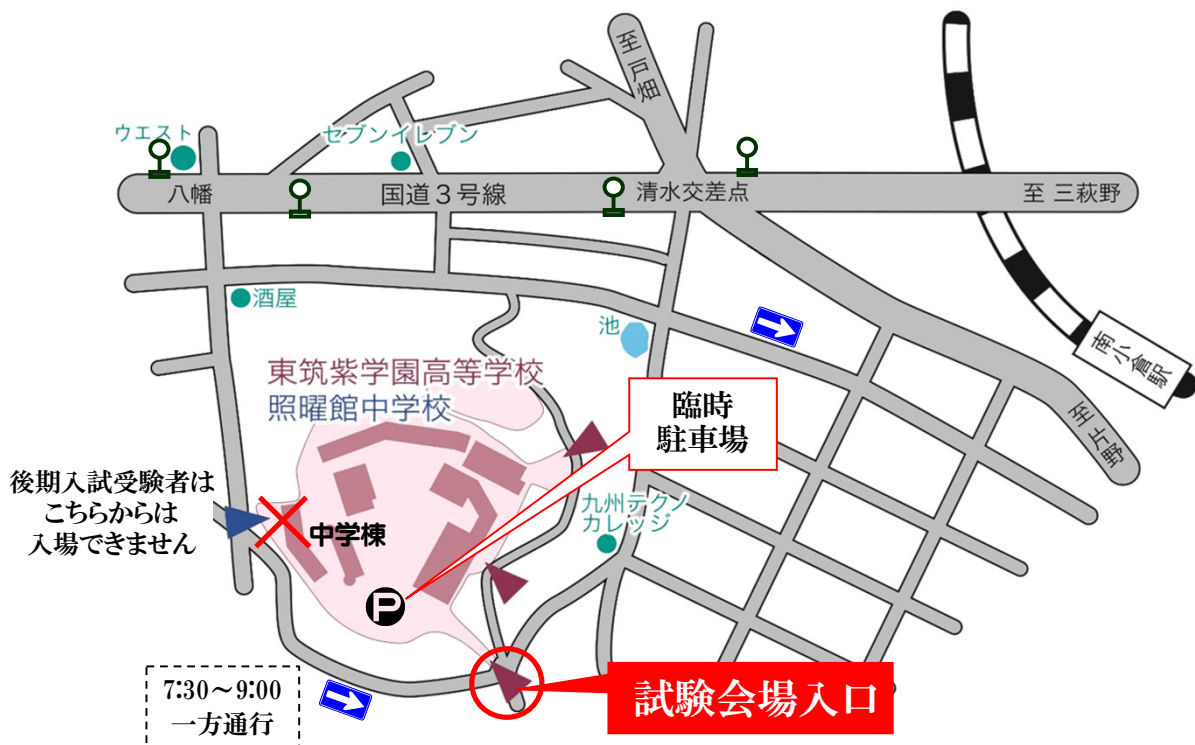 至戸畑
ウエスト
セブンイレブン
八幡
国道3号線
清水交差点
至 三萩野
酒屋
池
南小倉駅
東筑紫学園高等学校
照曜館中学校
臨時
駐車場
至片野
後期入試受験者は
こちらからは
入場できません
九州テクノ
カレッジ
中学棟
P
7:30～9:00
一方通行
試験会場入口